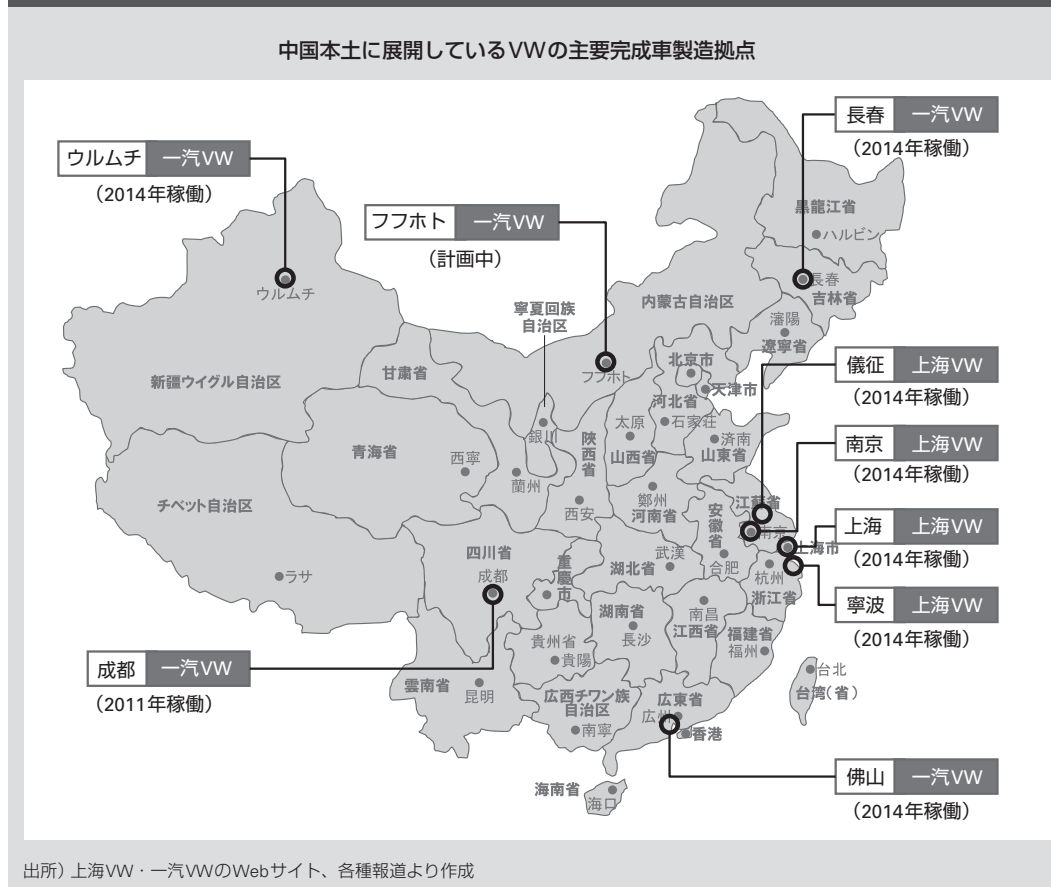 中国本土に展開しているVWの主要完成車製造拠点
長春 一汽VW
(2014年稼働)
ウルムチ 一汽VW
(2014年稼働)
フフホト 一汽VW
(計画中)
黒龍江省
ハルビン
長春
吉林省
ウルムチ
寧夏回族
自治区
内蒙古自治区
瀋陽
遼寧省
新疆ウイグル自治区
甘粛省
フフホト
北京市
天津市
河北省
儀征 上海VW
(2014年稼働)
青海省
西寧
銀川
陝西省
太原
山西省
石家荘
済南
山東省
南京 上海VW
(2014年稼働)
チベット自治区
蘭州
西安
鄭州
河南省
安徽省
江蘇省
南京
上海 上海VW
(2014年稼働)
上海市
四川省
成都
重慶市
湖北省
武漢
合肥
杭州
浙江省
ラサ
寧波 上海VW
(2014年稼働)
湖南省
長沙
南昌
江西省
福建省
福州
貴州省
貴陽
成都 一汽VW
(2011年稼働)
雲南省
昆明
広西チワン族
自治区
南寧
広東省
広州
香港
台北
台湾(省)
佛山 一汽VW
(2014年稼働)
海南省
海口
出所)上海VW・一汽VWのWebサイト、各種報道より作成